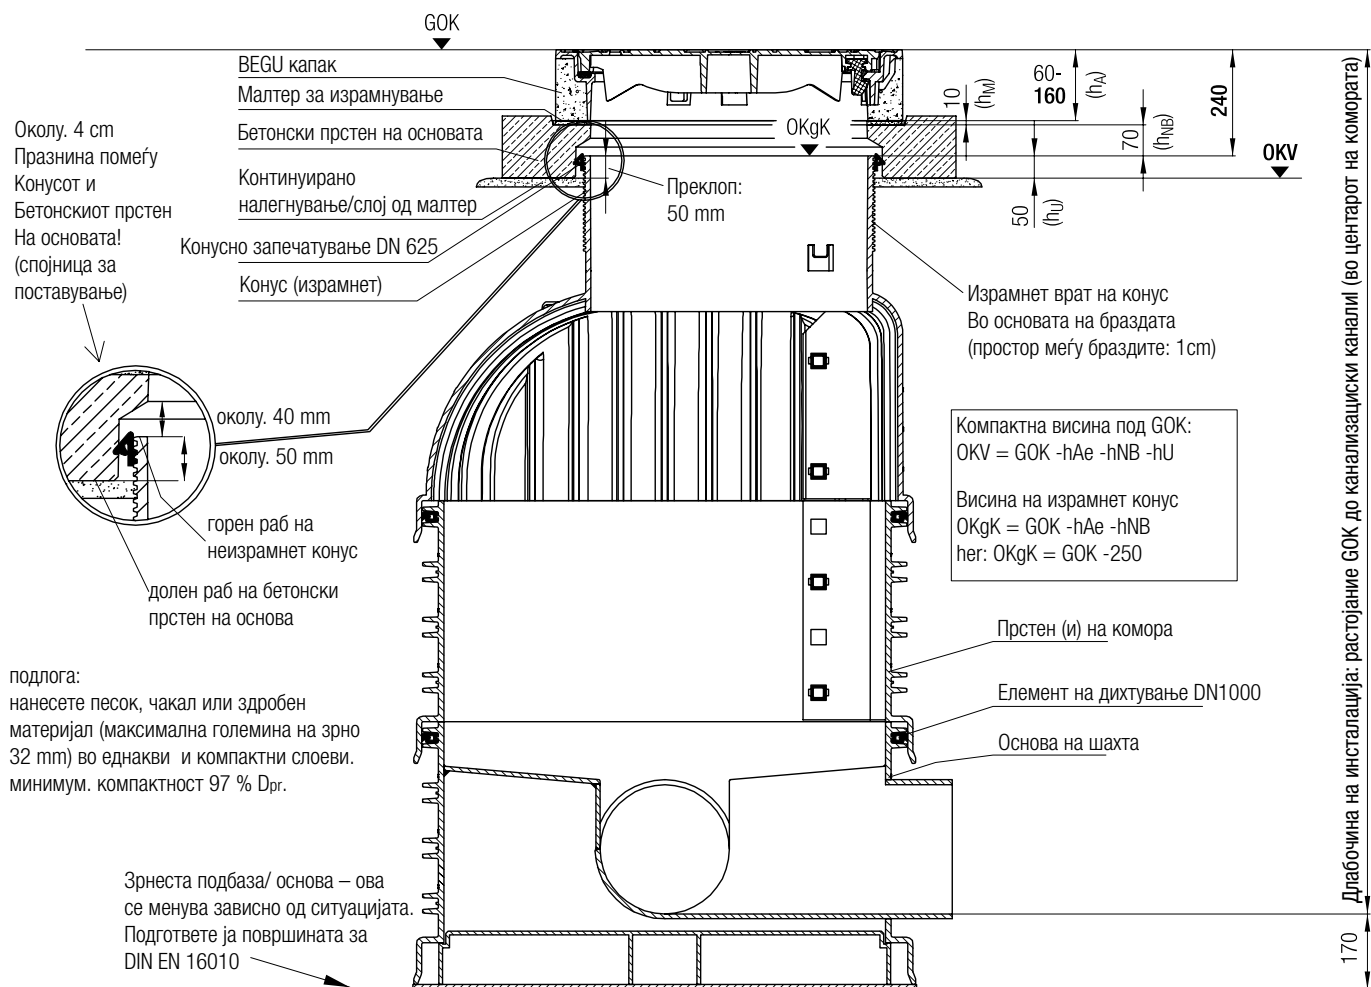 GOK
BEGU капак
Малтер за израмнување
Бетонски прстен на основата
Континуирано
налегнување/слој од малтер
Конусно запечатување DN 625
Конус (израмнет)
Околу. 4 cm
Празнина помеѓу
Конусот и
Бетонскиот прстен
На основата!
(спојница за
поставување)
OKgK
Преклоп:
50 mm
10
(hM)
60-
160
(hA)
70
(hNB)
50
(hU)
240
OKV
Израмнет врат на конус
Во основата на браздата
(простор меѓу браздите: 1cm)
околу. 40 mm
околу. 50 mm
горен раб на
неизрамнет конус
долен раб на бетонски
прстен на основа
Компактна висина под GOK:
OKV = GOK -hAe -hNB -hU
Висина на израмнет конус
OKgK = GOK -hAe -hNB
her: OKgK = GOK -250
Прстен (и) на комора
Елемент на дихтување DN1000
Основа на шахта
подлога:
нанесете песок, чакал или здробен
материјал (максимална големина на зрно
32 mm) во еднакви и компактни слоеви.
минимум. компактност 97 % Dpr.
Зрнеста подбаза/ основа – ова
се менува зависно од ситуацијата.
Подгответе ја површината за
DIN EN 16010
Длабочина на инсталација: растојание GOK до канализациски каналиl (во центарот на комората)
170